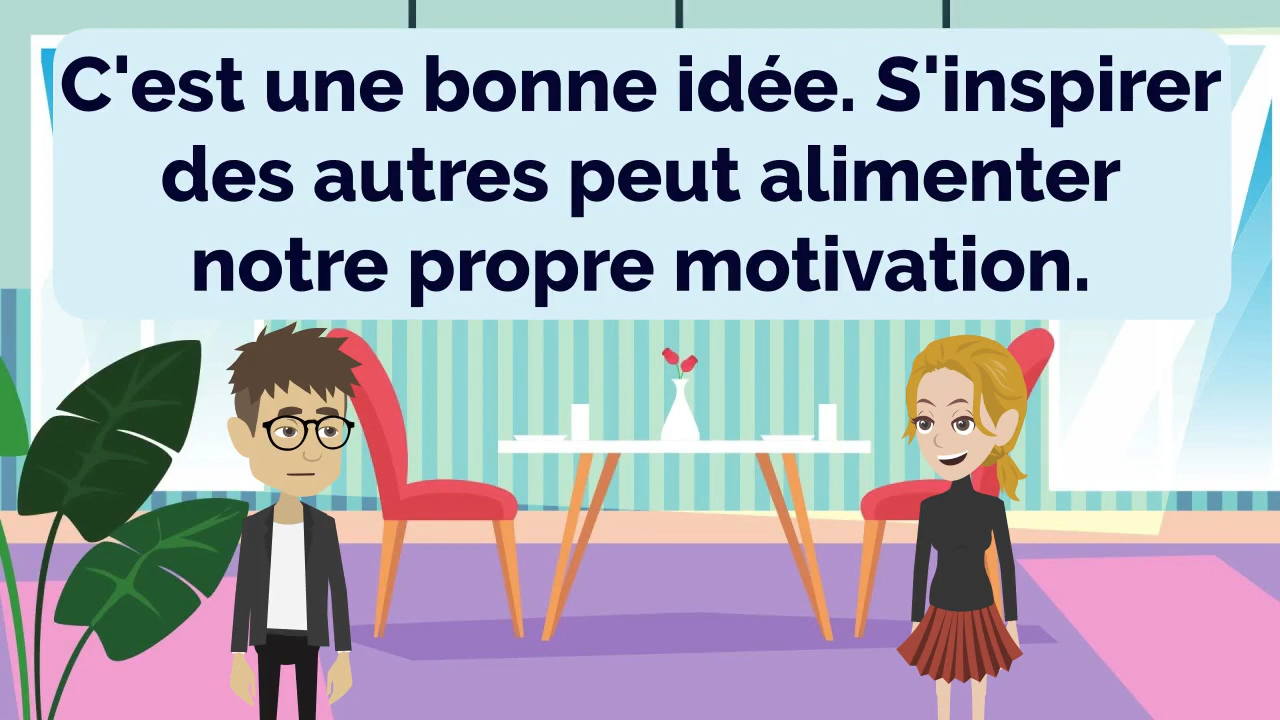 C'est une bonne idée. S'inspirer
des autres peut alimenter
notre propre motivation.